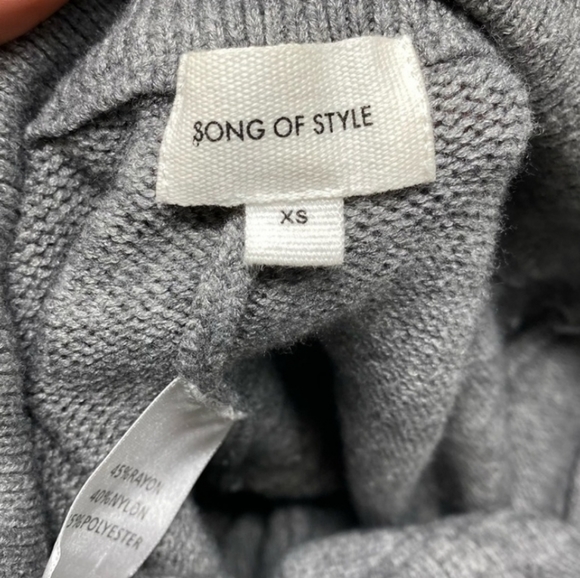 SONG OF STYLE
XS
45%RAYON
40%NYLON
5%POLYESTER